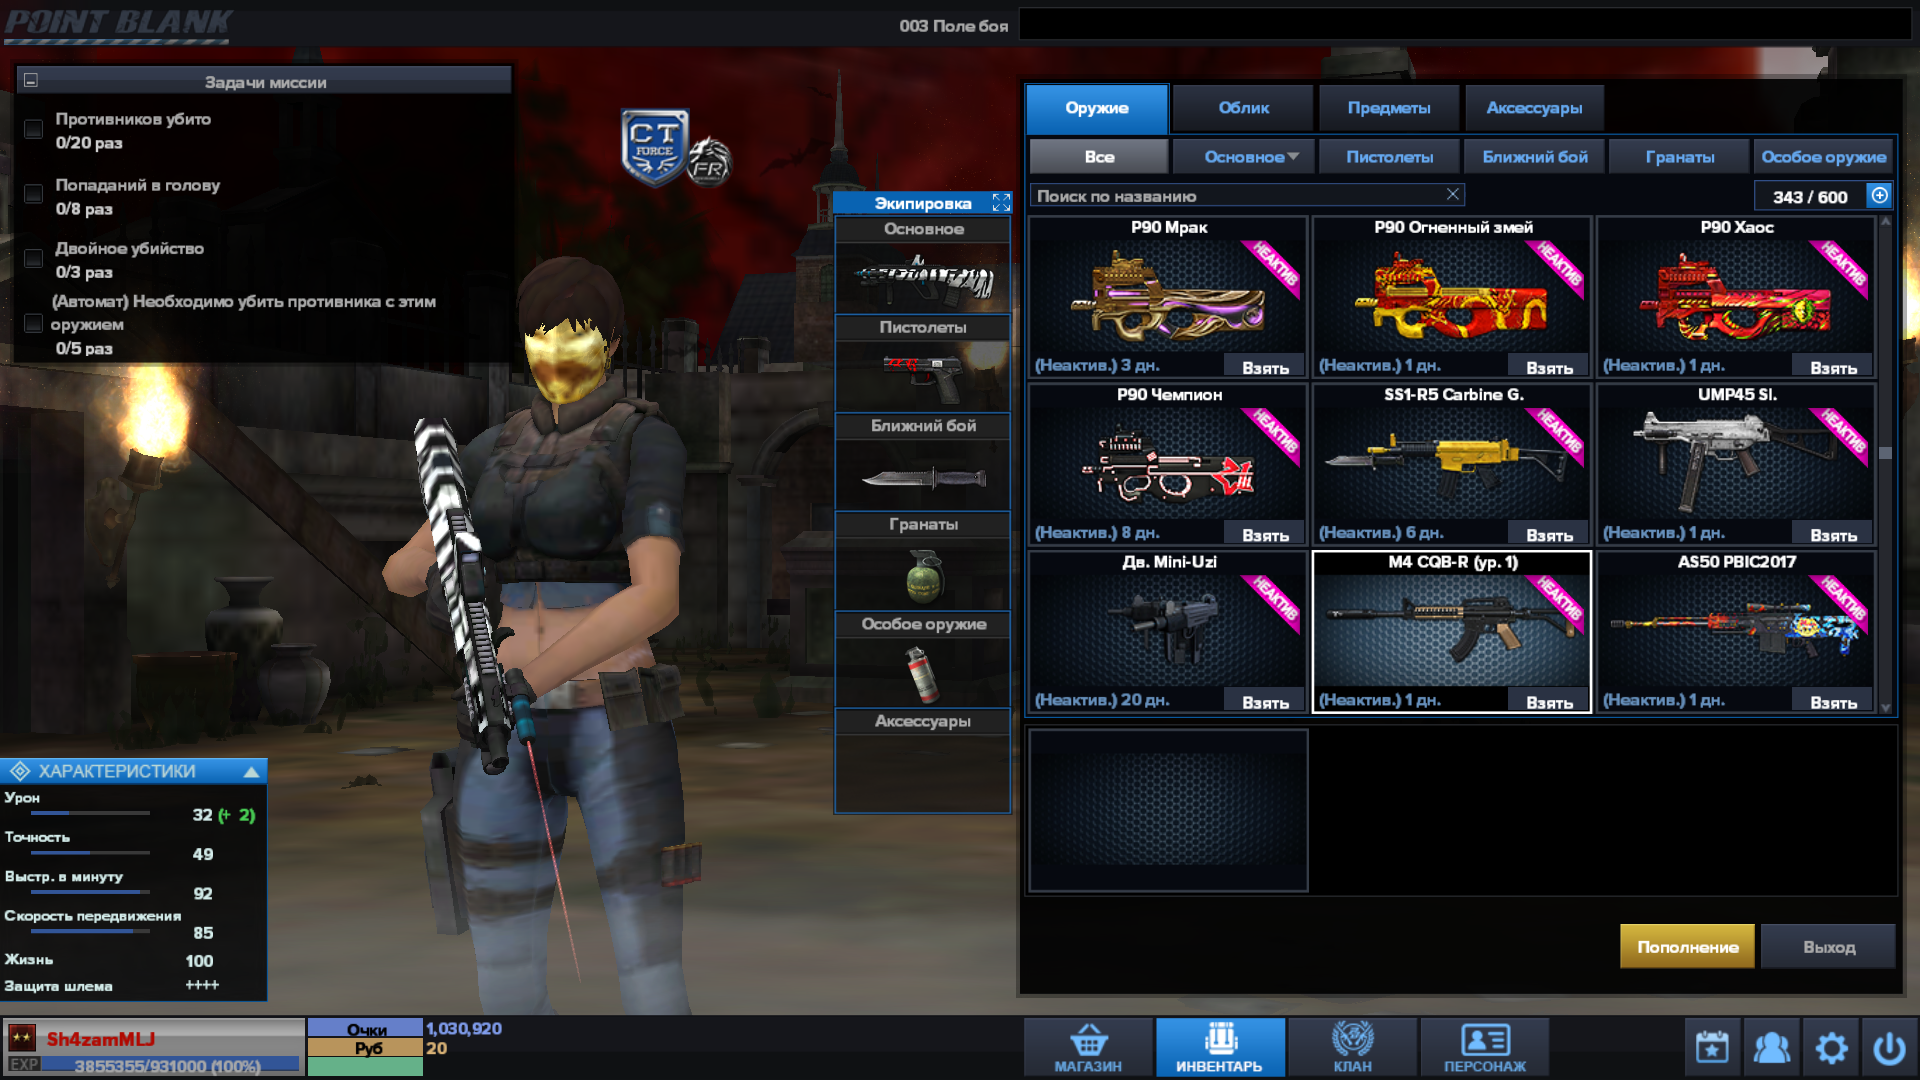 POINT BLANK
003 Поле боя
Задачи миссии
Противников убито
0/20 раз
Попаданий в голову
0/8 раз
Двойное убийство
0/3 раз
(Автомат) Необходимо убить противника с этим
оружием
0/5 раз
CT
FORCE
FR
Экипировка
Основное
Пистолеты
Ближний бой
Гранаты
Особое оружие
Аксессуары
Оружие
Облик
Предметы
Аксессуары
Все
Основное
Пистолеты
Ближний бой
Гранаты
Особое оружие
Поиск по названию
343 / 600
P90 Мрак
НЕАКТИВ
(Неактив.) 3 дн.
Взять
P90 Огненный змей
НЕАКТИВ
(Неактив.) 1 дн.
Взять
P90 Хаос
НЕАКТИВ
(Неактив.) 1 дн.
Взять
P90 Чемпион
НЕАКТИВ
(Неактив.) 8 дн.
Взять
SS1-R5 Carbine G.
НЕАКТИВ
(Неактив.) 6 дн.
Взять
UMP45 Sl.
НЕАКТИВ
(Неактив.) 1 дн.
Взять
Дв. Mini-Uzi
НЕАКТИВ
(Неактив.) 20 дн.
Взять
M4 CQB-R (ур. 1)
НЕАКТИВ
(Неактив.) 1 дн.
Взять
AS50 PBIC2017
НЕАКТИВ
(Неактив.) 1 дн.
Взять
Пополнение
Выход
ХАРАКТЕРИСТИКИ
Урон
32 (+ 2)
Точность
49
Выстр. в минуту
92
Скорость передвижения
85
Жизнь
100
Защита шлема
++++
Sh4zamMLJ
EXP
3855355/931000 (100%)
Очки
1,030,920
Руб
20
МАГАЗИН
ИНВЕНТАРЬ
КЛАН
ПЕРСОНАЖ